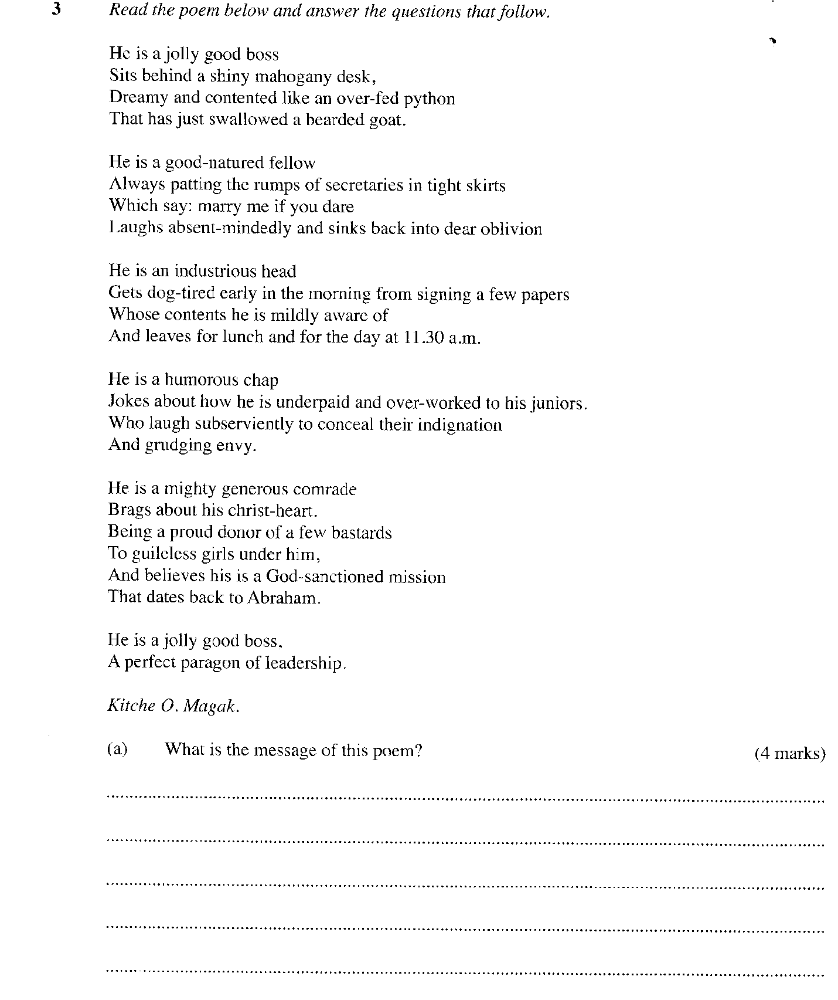 3 Read the poem below and answer the questions that follow.
He is a jolly good boss
Sits behind a shiny mahogany desk,
Dreamy and contented like an over-fed python
That has just swallowed a bearded goat.
He is a good-natured fellow
Always patting the rumps of secretaries in tight skirts
Which say: marry me if you dare
Laughs absent-mindedly and sinks back into dear oblivion
He is an industrious head
Gets dog-tired early in the morning from signing a few papers
Whose contents he is mildly aware of
And leaves for lunch and for the day at 11.30 a.m.
He is a humorous chap
Jokes about how he is underpaid and over-worked to his juniors.
Who laugh subserviently to conceal their indignation
And grudging envy.
He is a mighty generous comrade
Brags about his christ-heart.
Being a proud donor of a few bastards
To guileless girls under him,
And believes his is a God-sanctioned mission
That dates back to Abraham.
He is a jolly good boss,
A perfect paragon of leadership.
Kitche O. Magak.
(a) What is the message of this poem? (4 marks)